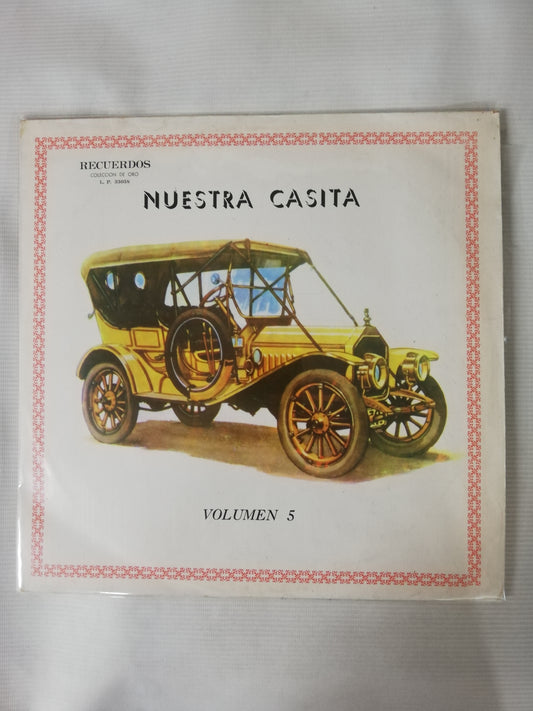 RECUERDOS
COLECCION DE ORO
L. P. 33018
NUESTRA CASITA
VOLUMEN 5